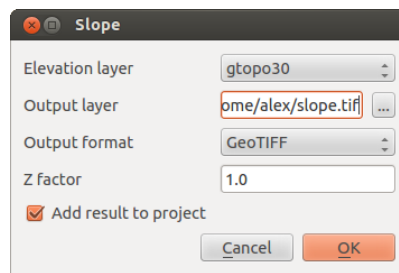 Slope
Elevation layer gtopo30
Output layer ome/alex/slope.tif ...
Output format GeoTIFF
Z factor 1.0
Add result to project
Cancel OK